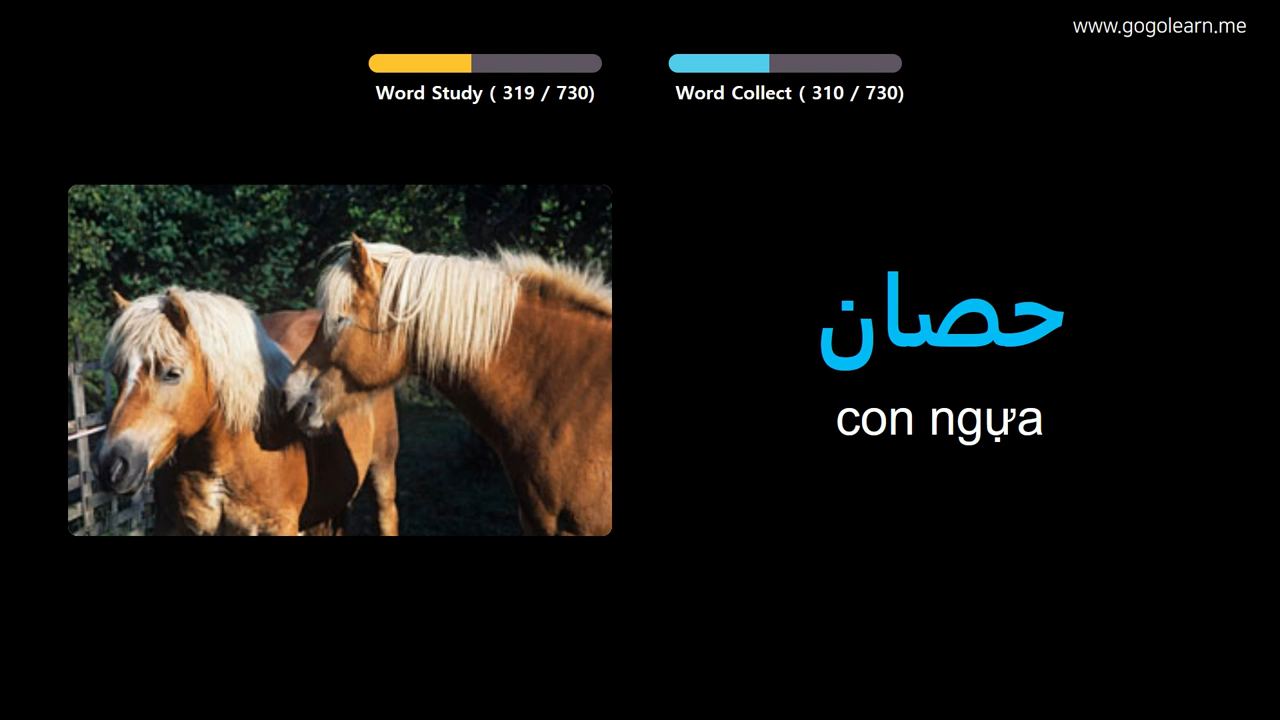 www.gogolearn.me
Word Study ( 319 / 730)
Word Collect ( 310 / 730)
حصان
con ngựa